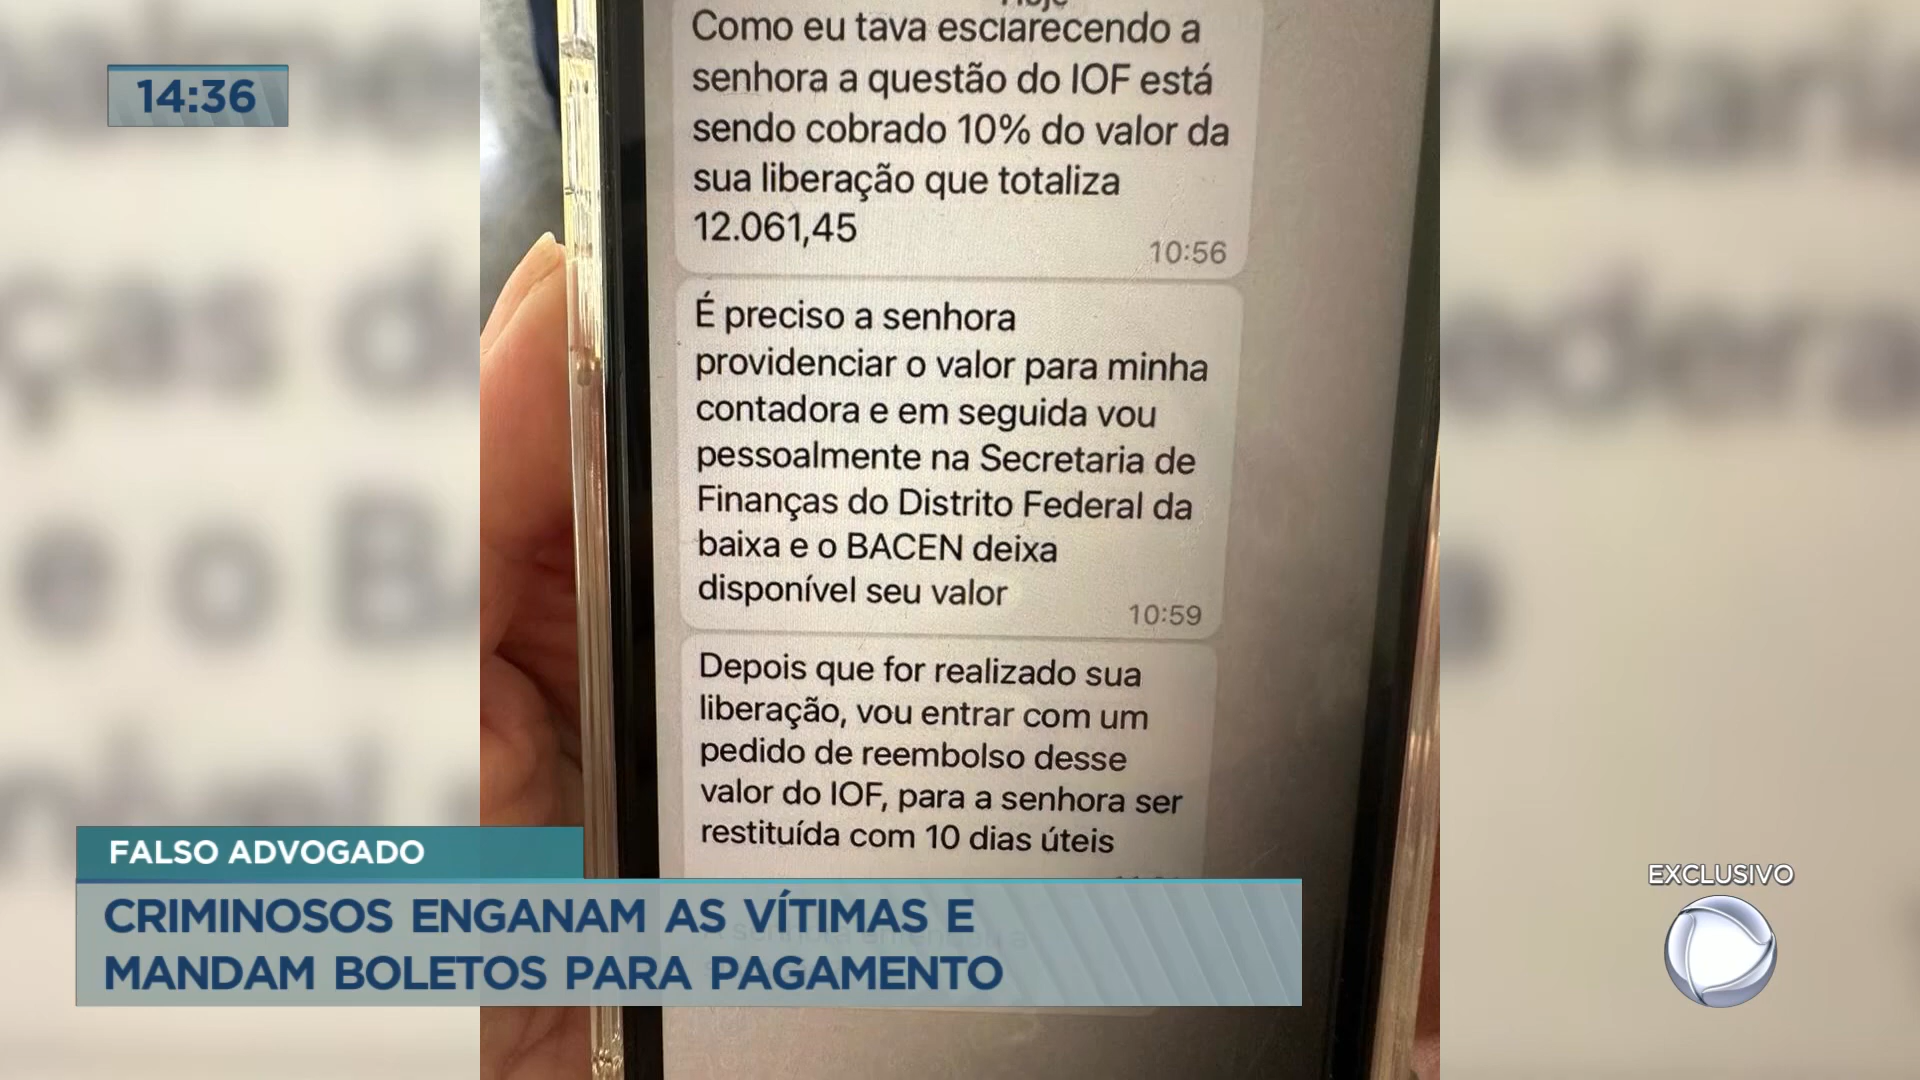 14:36
Hoje
Como eu tava esclarecendo a
senhora a questão do IOF está
sendo cobrado 10% do valor da
sua liberação que totaliza
12.061,45
10:56
É preciso a senhora
providenciar o valor para minha
contadora e em seguida vou
pessoalmente na Secretaria de
Finanças do Distrito Federal da
baixa e o BACEN deixa
disponível seu valor
10:59
Depois que for realizado sua
liberação, vou entrar com um
pedido de reembolso desse
valor do IOF, para a senhora ser
restituída com 10 dias úteis
FALSO ADVOGADO
CRIMINOSOS ENGANAM AS VÍTIMAS E
MANDAM BOLETOS PARA PAGAMENTO
EXCLUSIVO